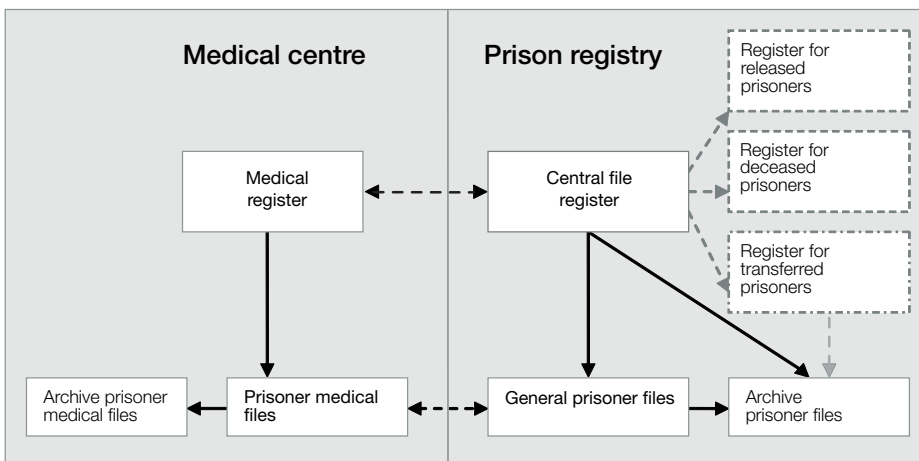 Medical centre
Prison registry
Register for
released
prisoners
Register for
deceased
prisoners
Register for
transferred
prisoners
Medical
register
Central file
register
Archive prisoner
medical files
Prisoner medical
files
General prisoner files
Archive
prisoner files